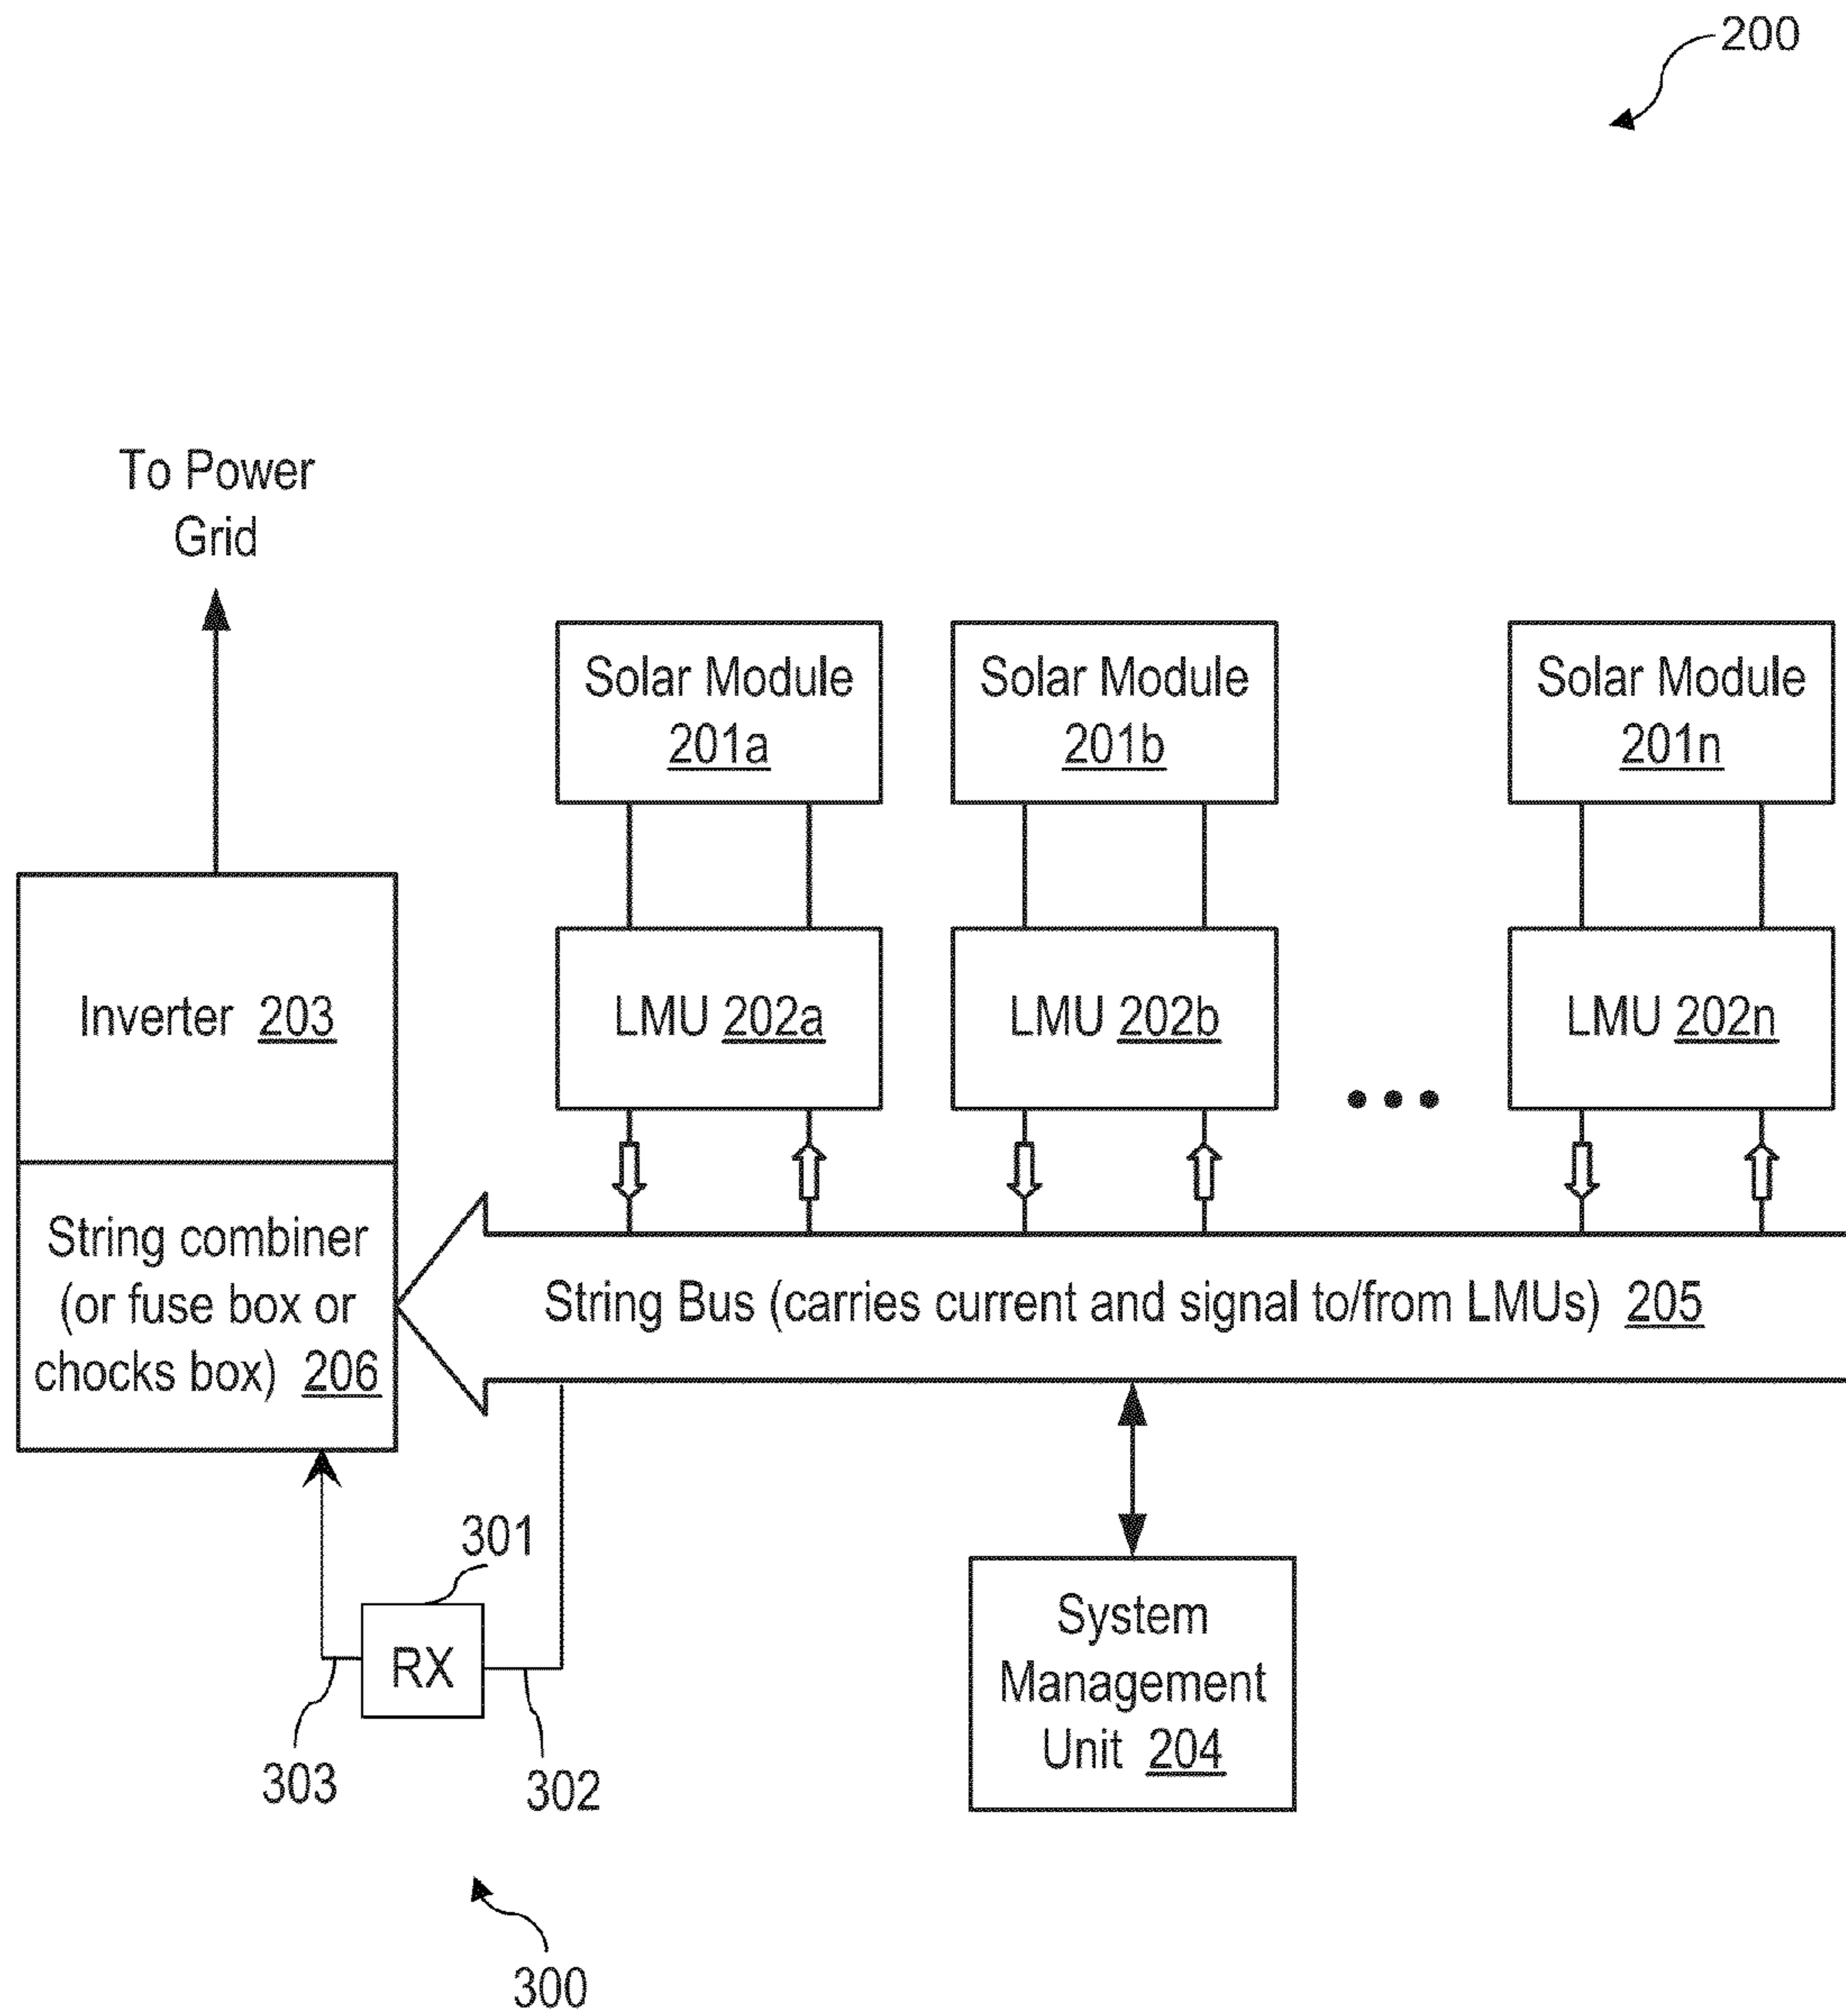 200
To Power
Grid
Solar Module
201a
Solar Module
201b
Solar Module
201n
Inverter 203
LMU 202a
LMU 202b
LMU 202n
String combiner
(or fuse box or
chocks box) 206
String Bus (carries current and signal to/from LMUs) 205
301
RX
303
302
System
Management
Unit 204
300